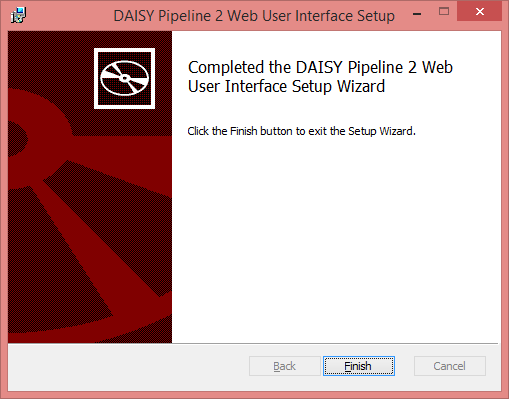 DAISY Pipeline 2 Web User Interface Setup
Completed the DAISY Pipeline 2 Web
User Interface Setup Wizard
Click the Finish button to exit the Setup Wizard.
Back
Finish
Cancel